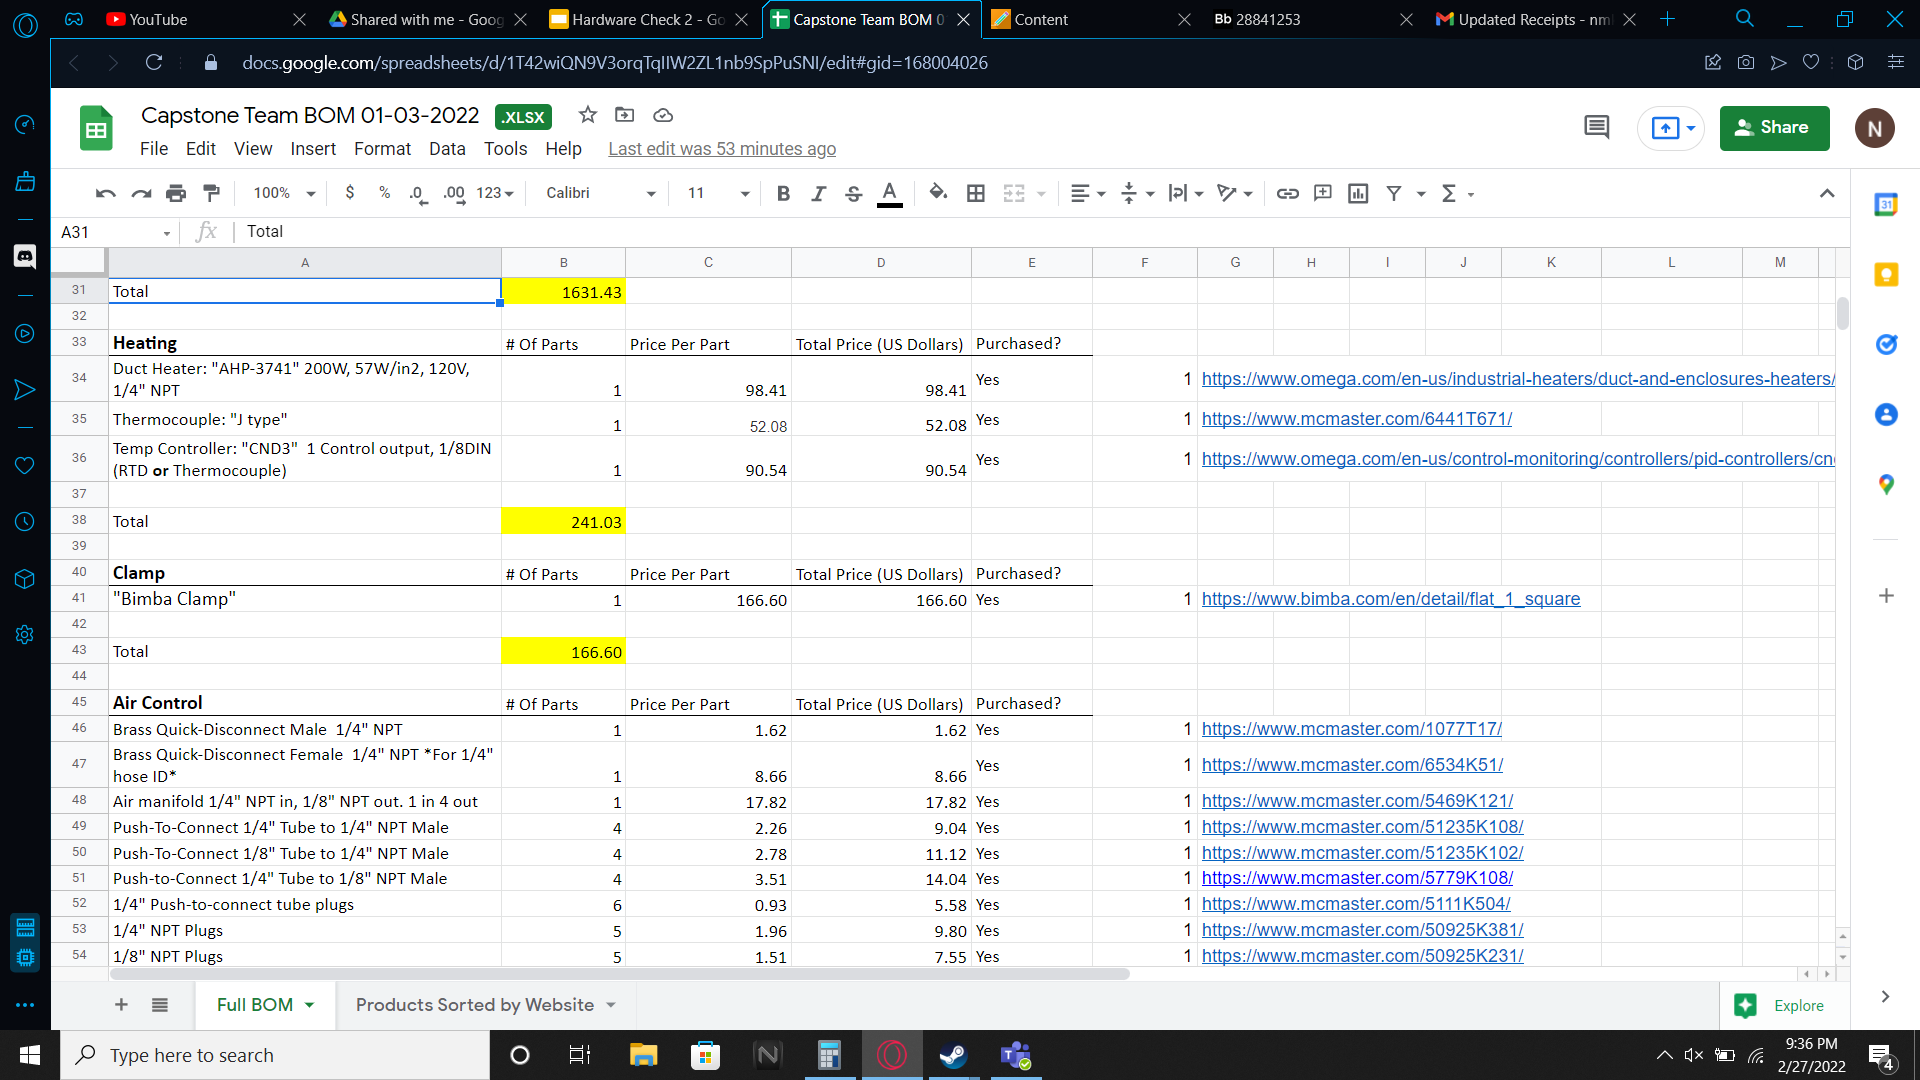 YouTube
Shared with me - Goog
Hardware Check 2 - Go
Capstone Team BOM 0
Content
Bb 28841253
Updated Receipts - nml
docs.google.com/spreadsheets/d/1T42wiQN9V3orqTqIIW2ZL1nb9SpPuSNI/edit#gid=168004026
Capstone Team BOM 01-03-2022 .XLSX
Share
N
File Edit View Insert Format Data Tools Help Last edit was 53 minutes ago
100% $ % .0 .00 123 Calibri 11 B I S A
31
A31 fx Total
A B C D E F G H I J K L M
31 Total 1631.43
32
33 Heating # Of Parts Price Per Part Total Price (US Dollars) Purchased?
34 Duct Heater: "AHP-3741" 200W, 57W/in2, 120V,
1/4" NPT 1 98.41 98.41 Yes 1 https://www.omega.com/en-us/industrial-heaters/duct-and-enclosures-heaters/
35 Thermocouple: "J type" 1 52.08 52.08 Yes 1 https://www.mcmaster.com/6441T671/
36 Temp Controller: "CND3" 1 Control output, 1/8DIN
(RTD or Thermocouple) 1 90.54 90.54 Yes 1 https://www.omega.com/en-us/control-monitoring/controllers/pid-controllers/cn
37
38 Total 241.03
39
40 Clamp # Of Parts Price Per Part Total Price (US Dollars) Purchased?
41 "Bimba Clamp" 1 166.60 166.60 Yes 1 https://www.bimba.com/en/detail/flat_1_square
42
43 Total 166.60
44
45 Air Control # Of Parts Price Per Part Total Price (US Dollars) Purchased?
46 Brass Quick-Disconnect Male 1/4" NPT 1 1.62 1.62 Yes 1 https://www.mcmaster.com/1077T17/
47 Brass Quick-Disconnect Female 1/4" NPT *For 1/4"
hose ID* 1 8.66 8.66 Yes 1 https://www.mcmaster.com/6534K51/
48 Air manifold 1/4" NPT in, 1/8" NPT out. 1 in 4 out 1 17.82 17.82 Yes 1 https://www.mcmaster.com/5469K121/
49 Push-To-Connect 1/4" Tube to 1/4" NPT Male 4 2.26 9.04 Yes 1 https://www.mcmaster.com/51235K108/
50 Push-To-Connect 1/8" Tube to 1/4" NPT Male 4 2.78 11.12 Yes 1 https://www.mcmaster.com/51235K102/
51 Push-to-Connect 1/4" Tube to 1/8" NPT Male 4 3.51 14.04 Yes 1 https://www.mcmaster.com/5779K108/
52 1/4" Push-to-connect tube plugs 6 0.93 5.58 Yes 1 https://www.mcmaster.com/5111K504/
53 1/4" NPT Plugs 5 1.96 9.80 Yes 1 https://www.mcmaster.com/50925K381/
54 1/8" NPT Plugs 5 1.51 7.55 Yes 1 https://www.mcmaster.com/50925K231/
Full BOM Products Sorted by Website Explore
Type here to search
N
9:36 PM
2/27/2022
4